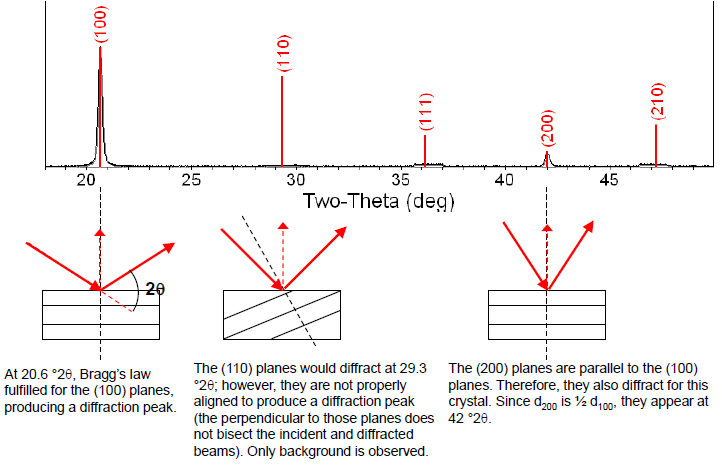 (100)
(110)
(111)
(200)
(210)
20
25
30
35
40
45
Two-Theta (deg)
2θ
At 20.6 °2θ, Bragg's law
fulfilled for the (100) planes,
producing a diffraction peak.
The (110) planes would diffract at 29.3
°2θ; however, they are not properly
aligned to produce a diffraction peak
(the perpendicular to those planes does
not bisect the incident and diffracted
beams). Only background is observed.
The (200) planes are parallel to the (100)
planes. Therefore, they also diffract for this
crystal. Since d₂₀₀ is ½ d₁₀₀, they appear at
42 °2θ.